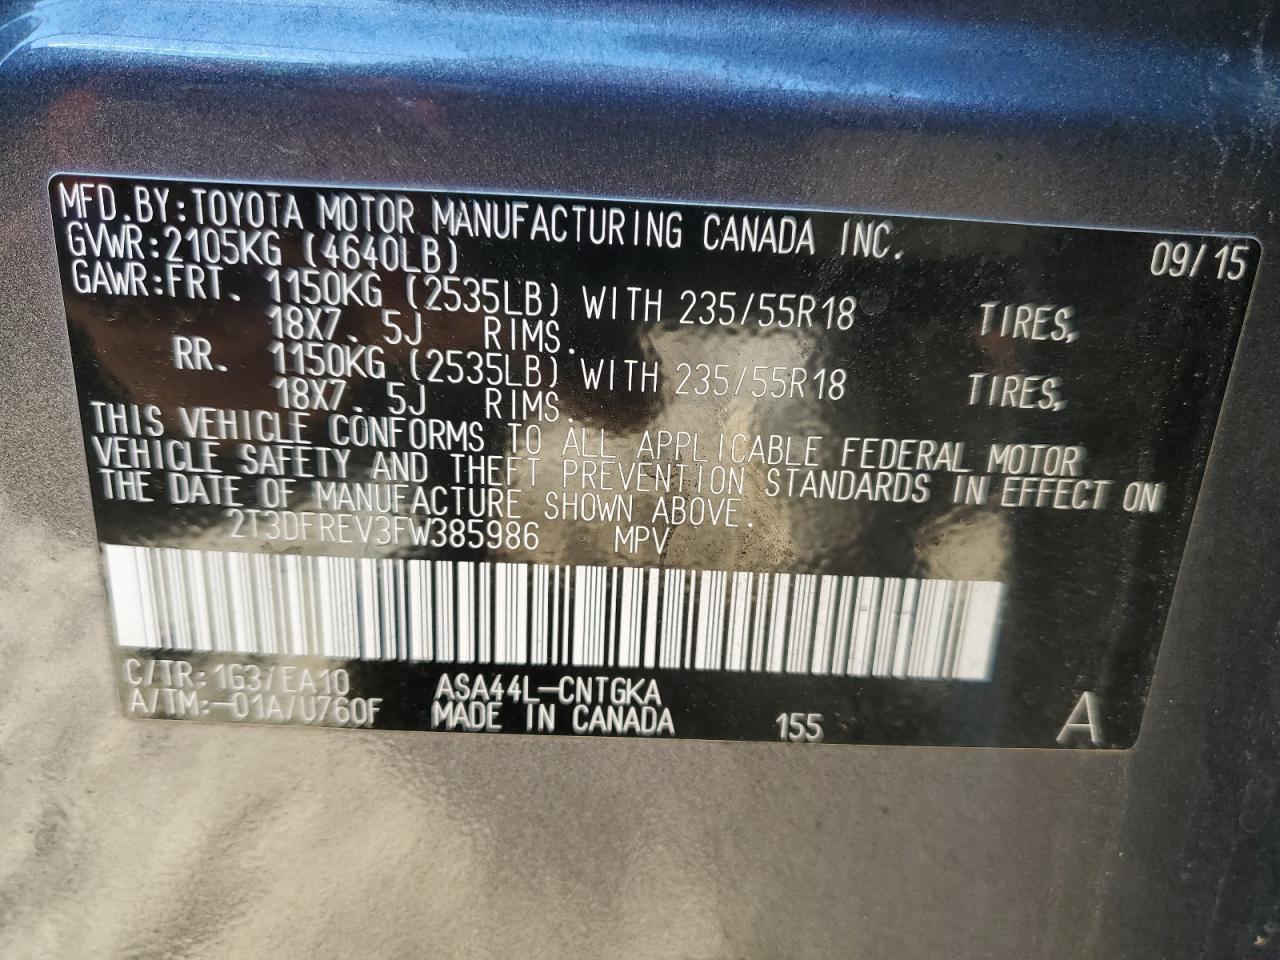 MFD.BY:TOYOTA MOTOR MANUFACTURING CANADA INC. 09/15
GVWR:2105KG (4640LB)
GAWR:FRT. 1150KG (2535LB) WITH 235/55R18 TIRES,
18X7.5J RIMS.
RR. 1150KG (2535LB) WITH 235/55R18 TIRES,
18X7.5J RIMS.
THIS VEHICLE CONFORMS TO ALL APPLICABLE FEDERAL MOTOR
VEHICLE SAFETY AND THEFT PREVENTION STANDARDS IN EFFECT ON
THE DATE OF MANUFACTURE SHOWN ABOVE.
2T3DFREV3FW385986 MPV
C/TR:1G3/EA10 ASA44L-CNTGKA
A/TM:-01A/U760F MADE IN CANADA 155 A